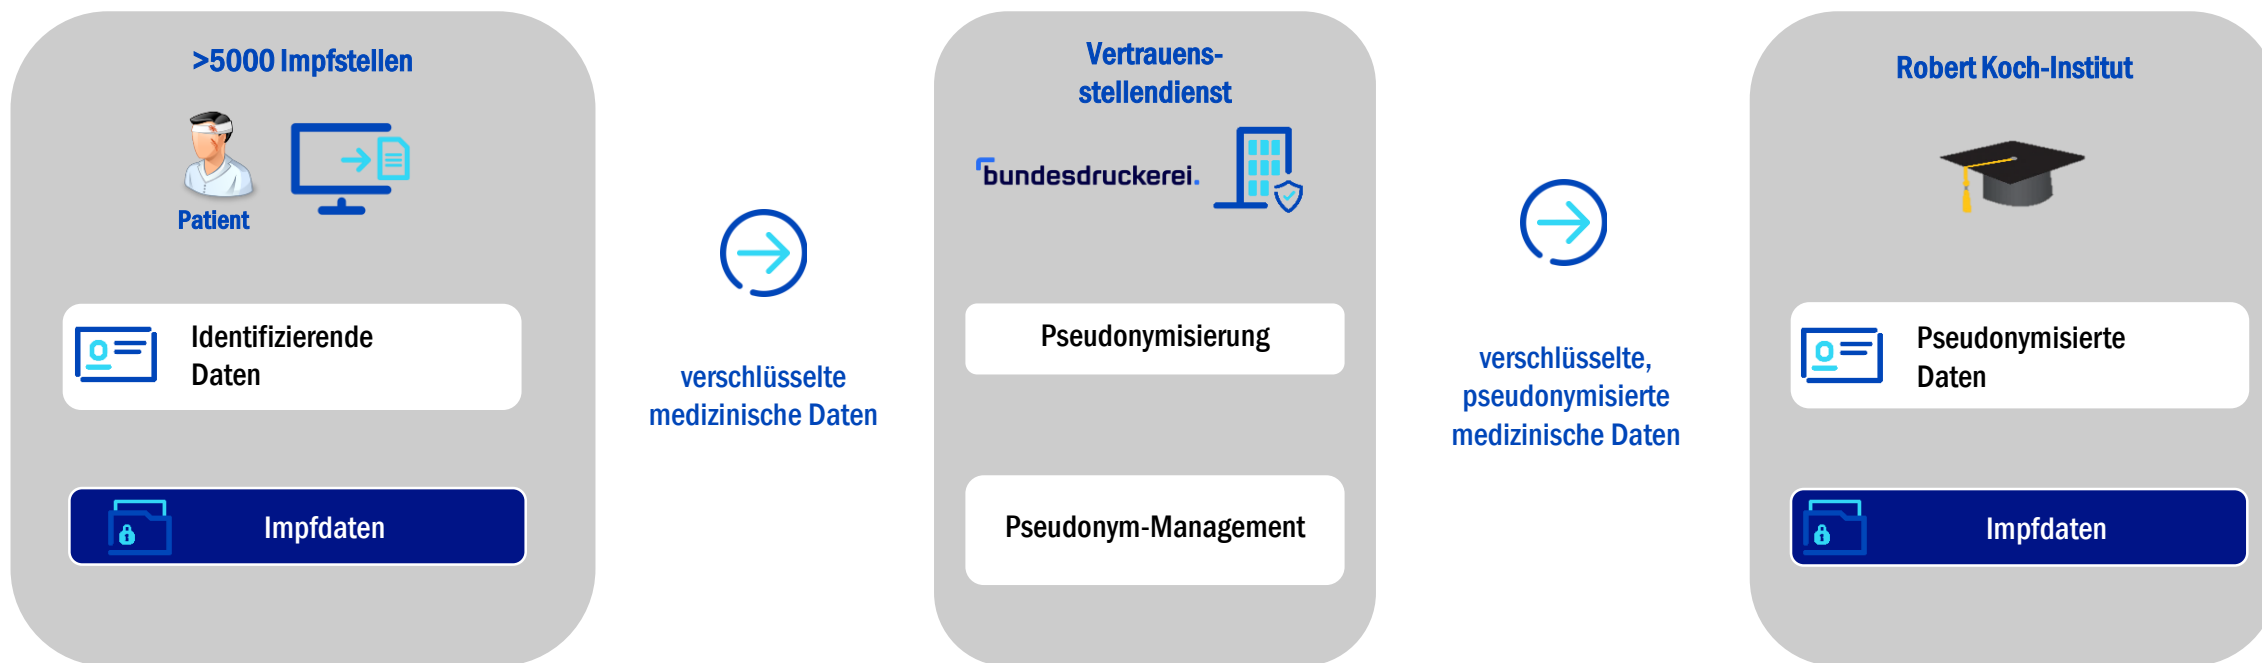 >5000 Impfstellen
Patient
Identifizierende
Daten
Impfdaten
verschlüsselte
medizinische Daten
Vertrauens-
stellendienst
bundesdruckerei.
Pseudonymisierung
Pseudonym-Management
verschlüsselte,
pseudonymisierte
medizinische Daten
Robert Koch-Institut
Pseudonymisierte
Daten
Impfdaten